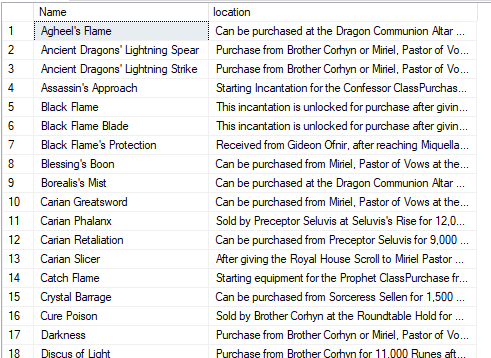 Name location
1 Agheel's Flame Can be purchased at the Dragon Communion Altar ...
2 Ancient Dragons' Lightning Spear Purchase from Brother Corhyn or Miriel, Pastor of Vo...
3 Ancient Dragons' Lightning Strike Purchase from Brother Corhyn or Miriel, Pastor of Vo...
4 Assassin's Approach Starting Incantation for the Confessor ClassPurchas...
5 Black Flame This incantation is unlocked for purchase after givin...
6 Black Flame Blade This incantation is unlocked for purchase after givin...
7 Black Flame's Protection Received from Gideon Ofnir, after reaching Miquella...
8 Blessing's Boon Can be purchased from Miriel, Pastor of Vows at the...
9 Borealis's Mist Can be purchased at the Dragon Communion Altar ...
10 Carian Greatsword Can be purchased from Miriel, Pastor of Vows at the...
11 Carian Phalanx Sold by Preceptor Seluvis at Seluvis's Rise for 12,0...
12 Carian Retaliation Can be purchased from Preceptor Seluvis for 9,000 ...
13 Carian Slicer After giving the Royal House Scroll to Miriel Pastor ...
14 Catch Flame Starting equipment for the Prophet ClassPurchase fr...
15 Crystal Barrage Can be purchased from Sorceress Sellen for 1,500 ...
16 Cure Poison Sold by Brother Corhyn at the Roundtable Hold for ...
17 Darkness Purchase from Brother Corhyn or Miriel, Pastor of Vo...
18 Discus of Light Purchase from Brother Corhyn for 11,000 Runes aft...